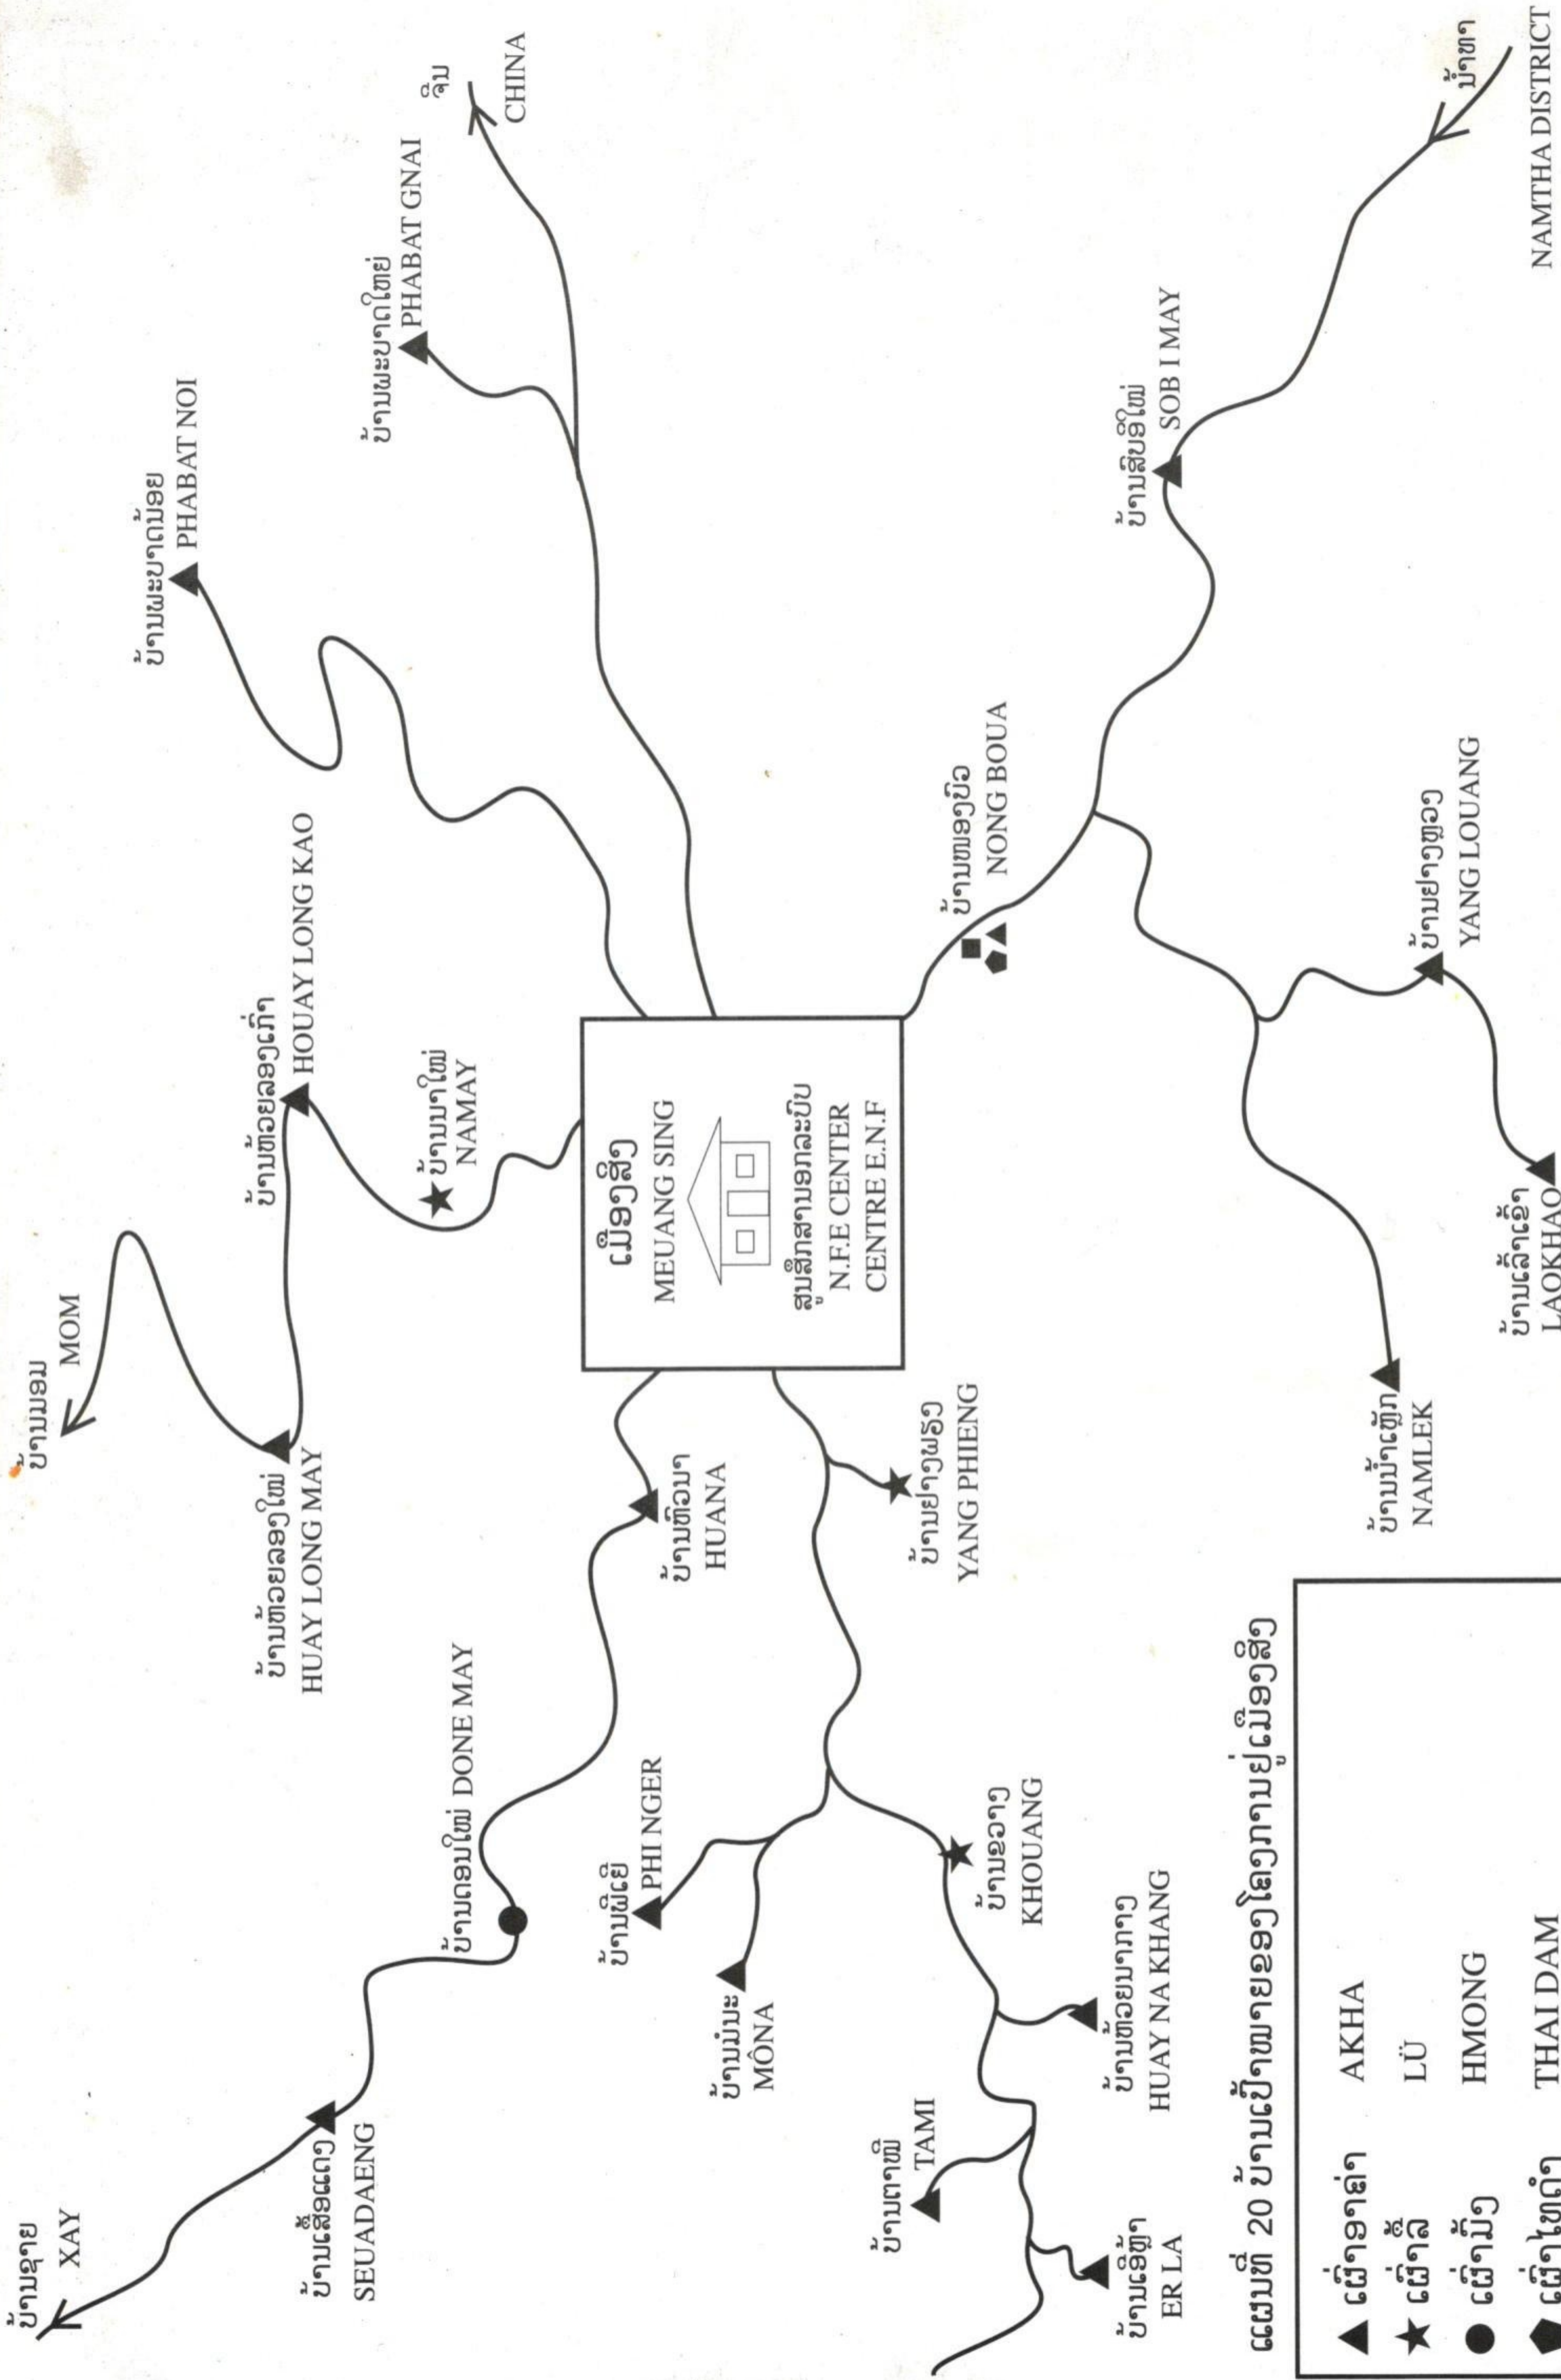 ບ້ານຊາຍ
XAY
ບ້ານມອມ
MOM
ບ້ານພະບາດນ້ອຍ
PHABAT NOI
ບ້ານຫ້ວຍລອງໃໝ່
HUAY LONG MAY
ບ້ານຫ້ວຍລອງເກົ່າ
HOUAY LONG KAO
ບ້ານເສືອແດງ
SEUADAENG
ບ້ານພະບາດໃຫຍ່
PHABAT GNAI
ຈີນ
CHINA
ບ້ານນາໃໝ່
NAMAY
ບ້ານດອນໃໝ່ DONE MAY
ບ້ານພີເຍີ
PHI NGER
ບ້ານຫົວນາ
HUANA
ເມືອງສິງ
MEUANG SING
ສູນສຶກສານອກລະບົບ
N.F.E CENTER
CENTRE E.N.F
ບ້ານມໍນະ
MÔNA
ບ້ານຕາໝີ
TAMI
ບ້ານຢາງພຽງ
YANG PHIENG
ບ້ານໜອງບົວ
NONG BOUA
ບ້ານຂວາງ
KHOUANG
ບ້ານຫ້ວຍນາກາງ
HUAY NA KHANG
ບ້ານເອີຫຼ້າ
ER LA
ບ້ານສົບອີໃໝ່
SOB I MAY
ແຜນທີ່ 20 ບ້ານເປົ້າໝາຍຂອງໂຄງການຢູ່ເມືອງສິງ
ບ້ານນ້ຳເຫຼັກ
NAMLEK
ບ້ານຢາງຫຼວງ
YANG LOUANG
ບ້ານເລົ່າເຂົ້າ
LAOKHAO
ນ້ຳທາ
NAMTHA DISTRICT
ເຜົ່າອາຄ່າ AKHA
ເຜົ່າລື້ LÜ
ເຜົ່າມົ້ງ HMONG
ເຜົ່າໄທດຳ THAI DAM